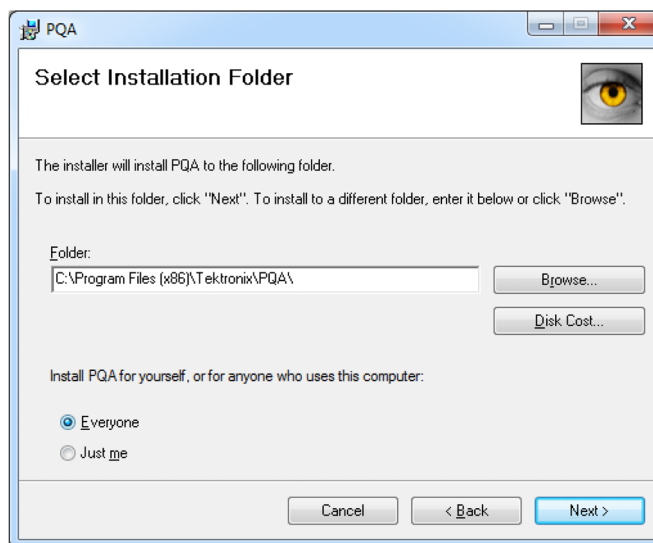 PQA
Select Installation Folder
The installer will install PQA to the following folder.
To install in this folder, click "Next". To install to a different folder, enter it below or click "Browse".
Folder:
C:\Program Files (x86)\Tektronix\PQA\
Browse...
Disk Cost...
Install PQA for yourself, or for anyone who uses this computer:
Everyone
Just me
Cancel
< Back
Next >